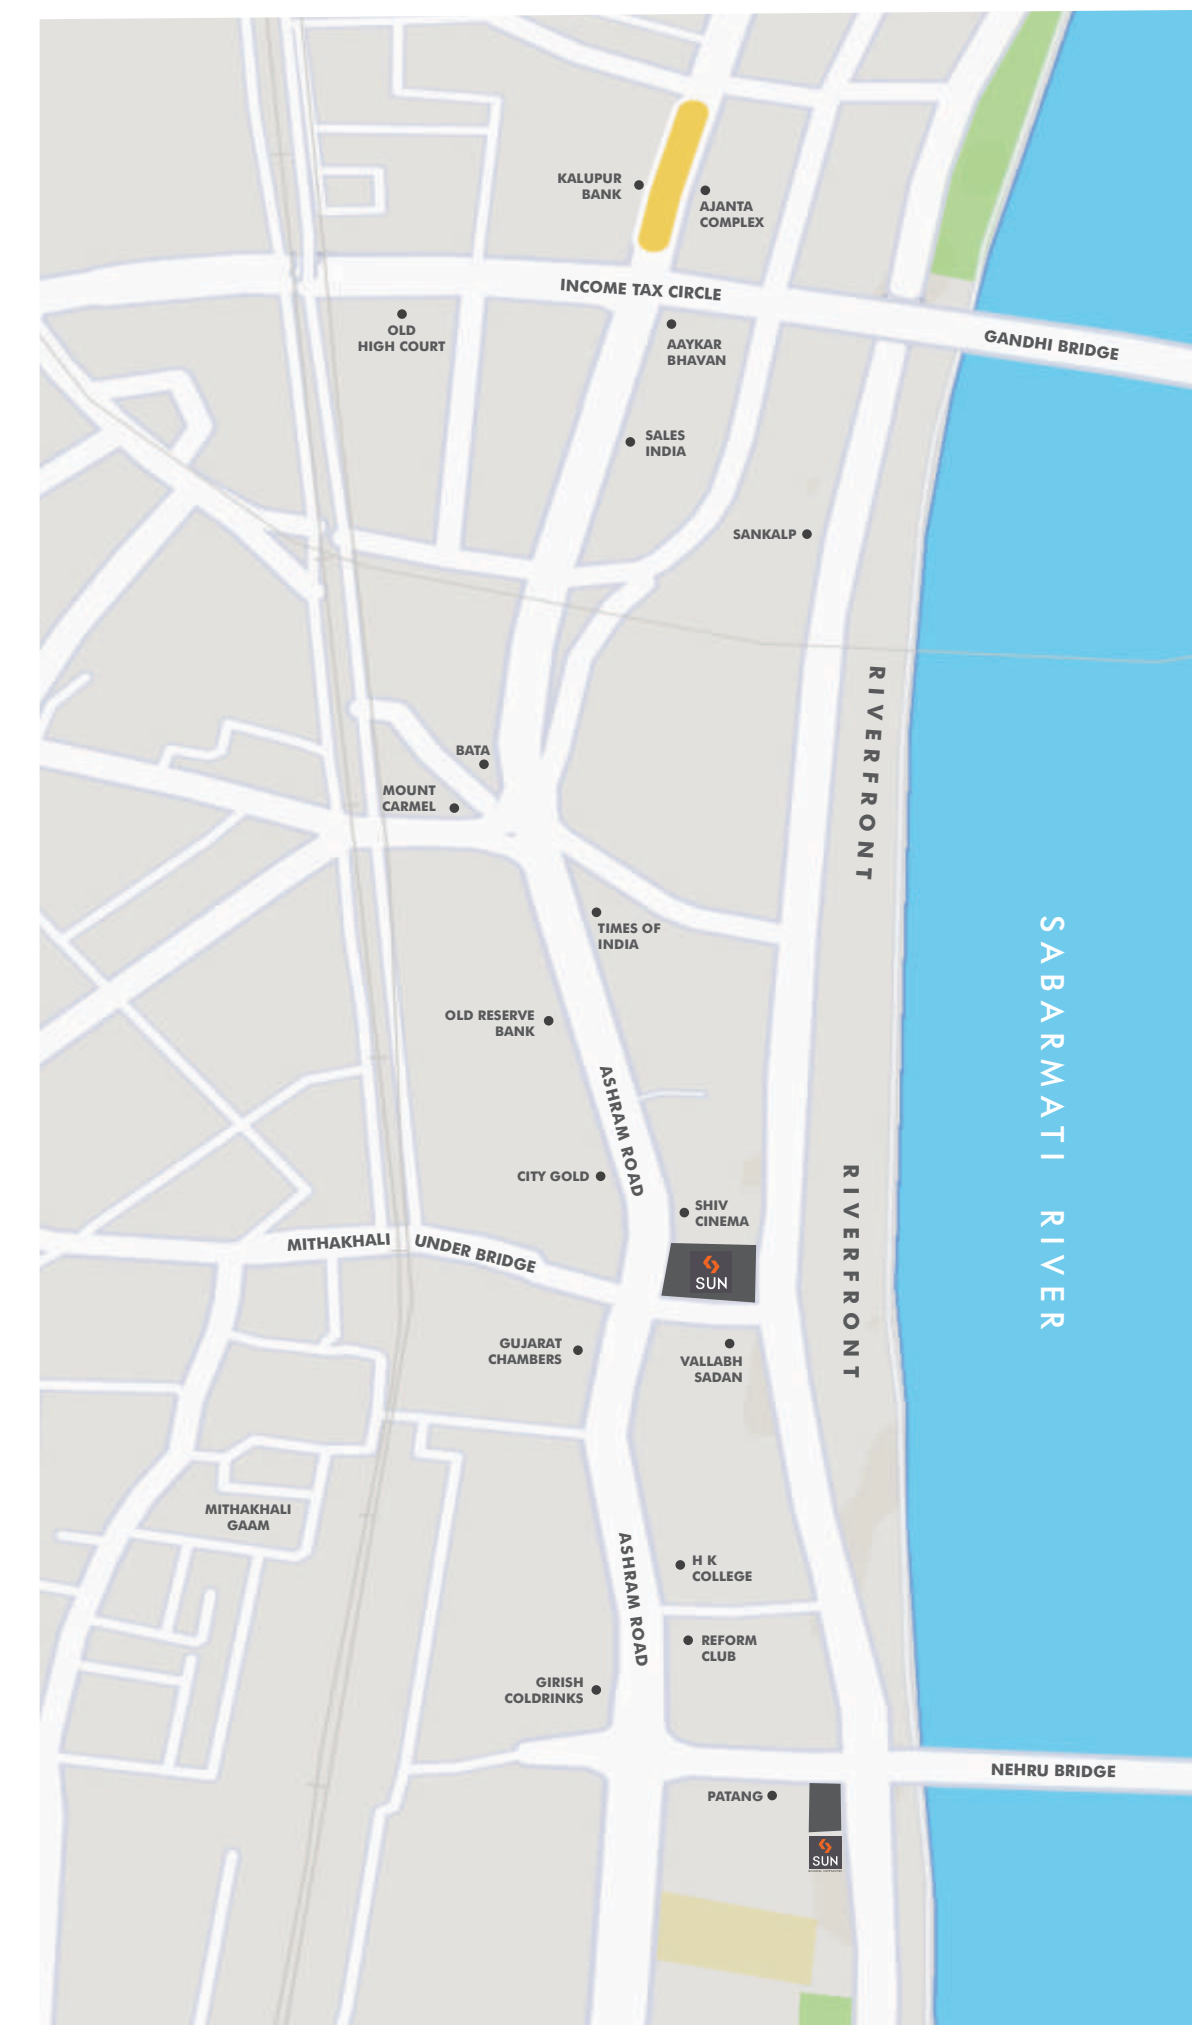 KALUPUR
BANK
AJANTA
COMPLEX
INCOME TAX CIRCLE
OLD
HIGH COURT
AAYKAR
BHAVAN
GANDHI BRIDGE
SALES
INDIA
SANKALP
RIVERFRONT
BATA
MOUNT
CARMEL
TIMES OF
INDIA
SABARMATI RIVER
OLD RESERVE
BANK
ASHRAM ROAD
CITY GOLD
RIVERFRONT
SHIV
CINEMA
MITHAKHALI UNDER BRIDGE
SUN
GUJARAT
CHAMBERS
VALLABH
SADAN
MITHAKHALI
GAAM
ASHRAM ROAD
H K
COLLEGE
REFORM
CLUB
GIRISH
COLDRINKS
NEHRU BRIDGE
PATANG
SUN